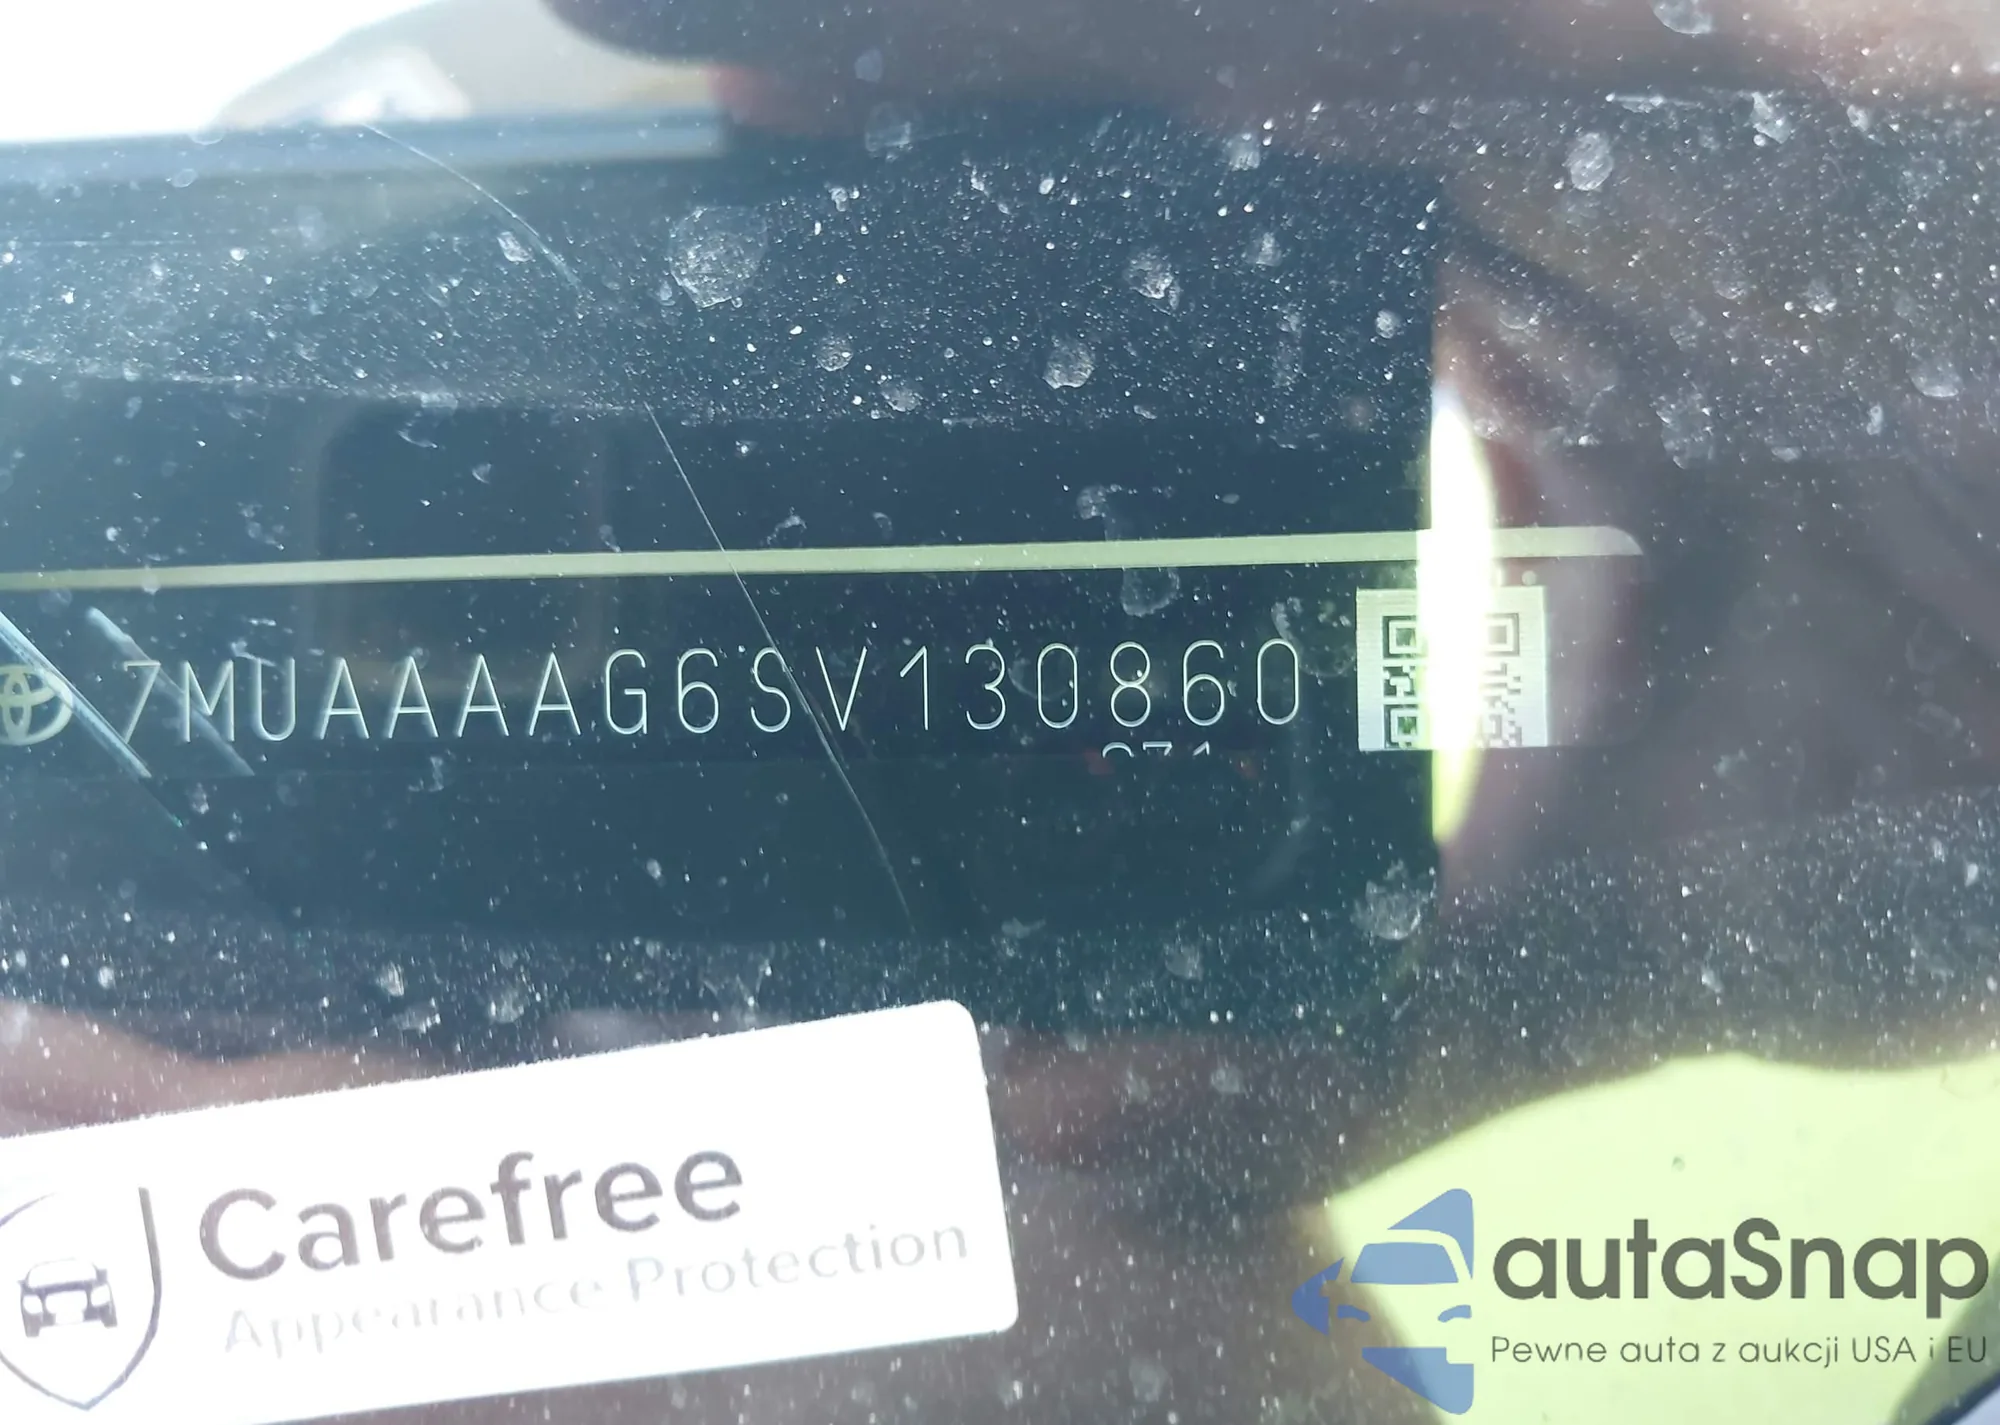 7MUAAAAG6SV130860
Carefree
Appearance Protection
autaSnap
Pewne auta z aukcji USA i EU